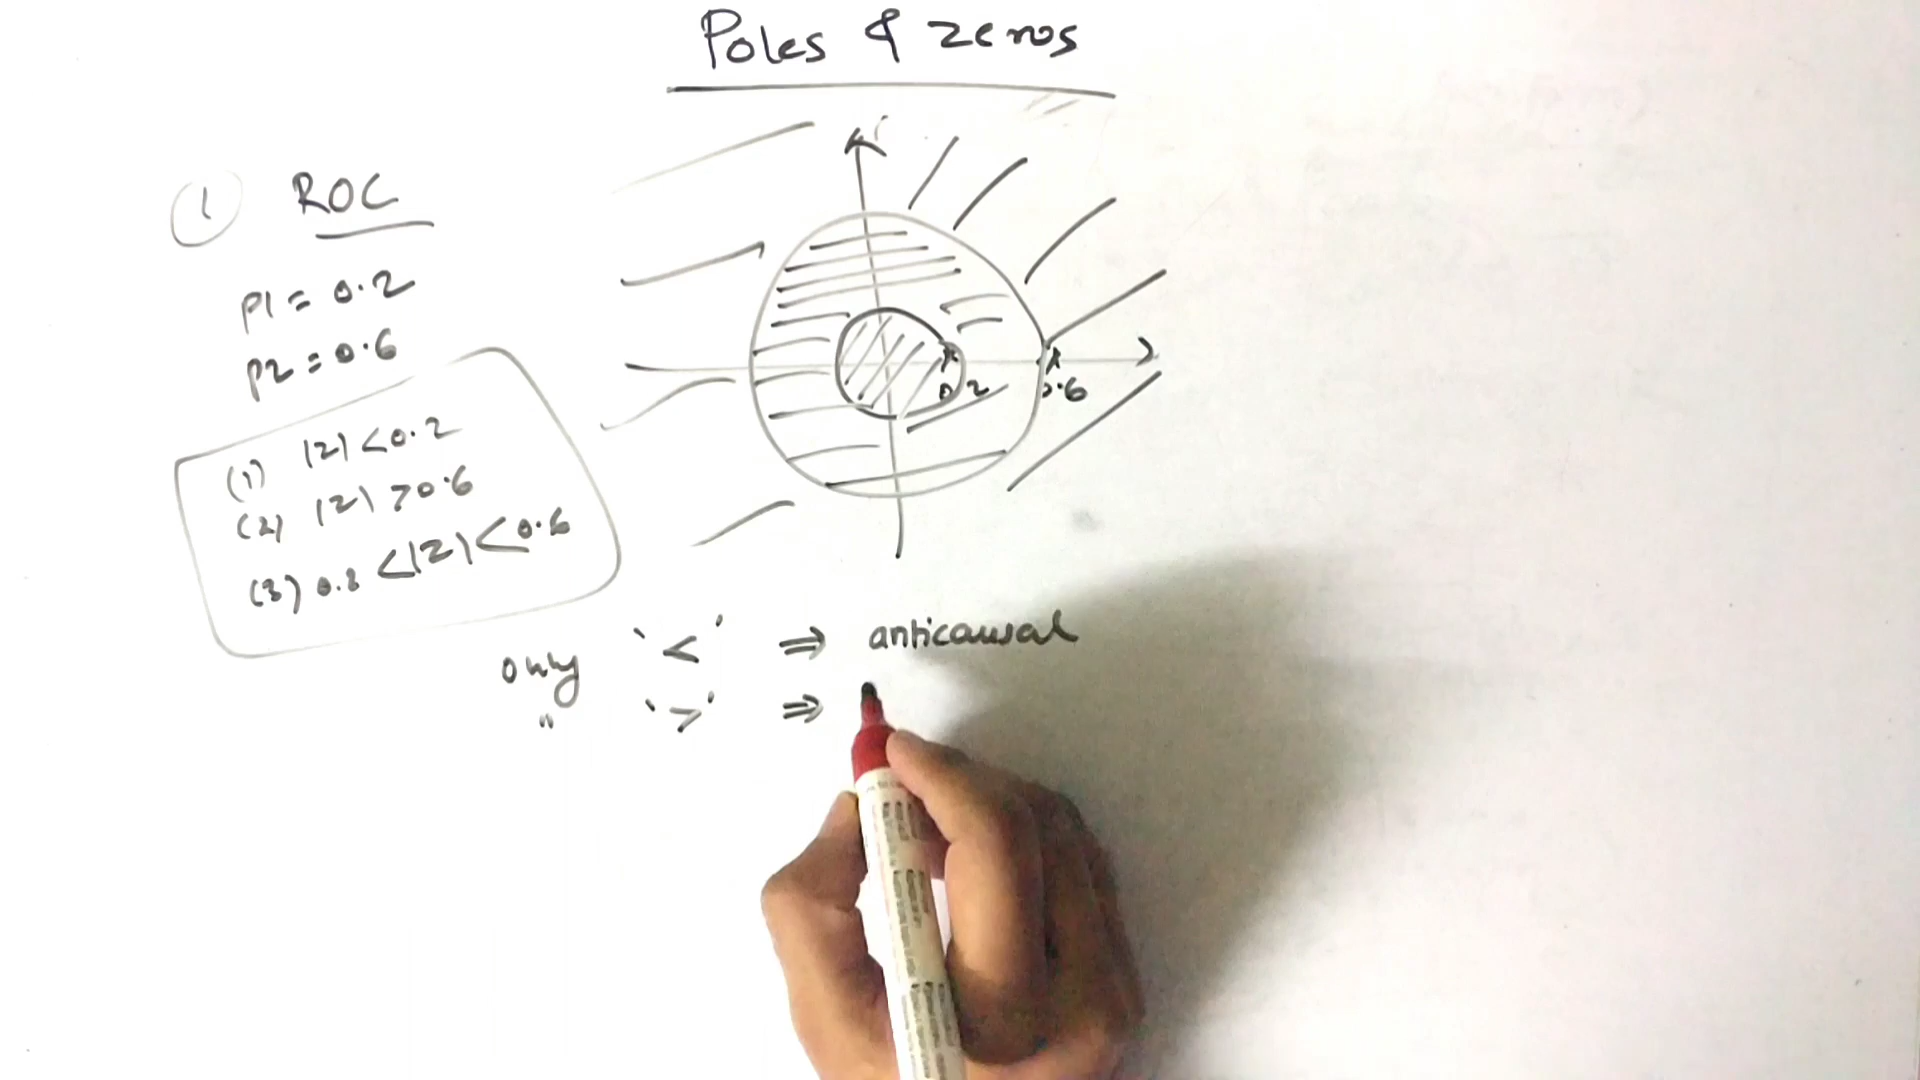 Poles & zeros
1 ROC
P1 = 0.2
P2 = 0.6
(1) |z| < 0.2
(2) |z| > 0.6
(3) 0.2 < |z| < 0.6
0.2
0.6
only '<' ⇒ anticausal
" '>' ⇒